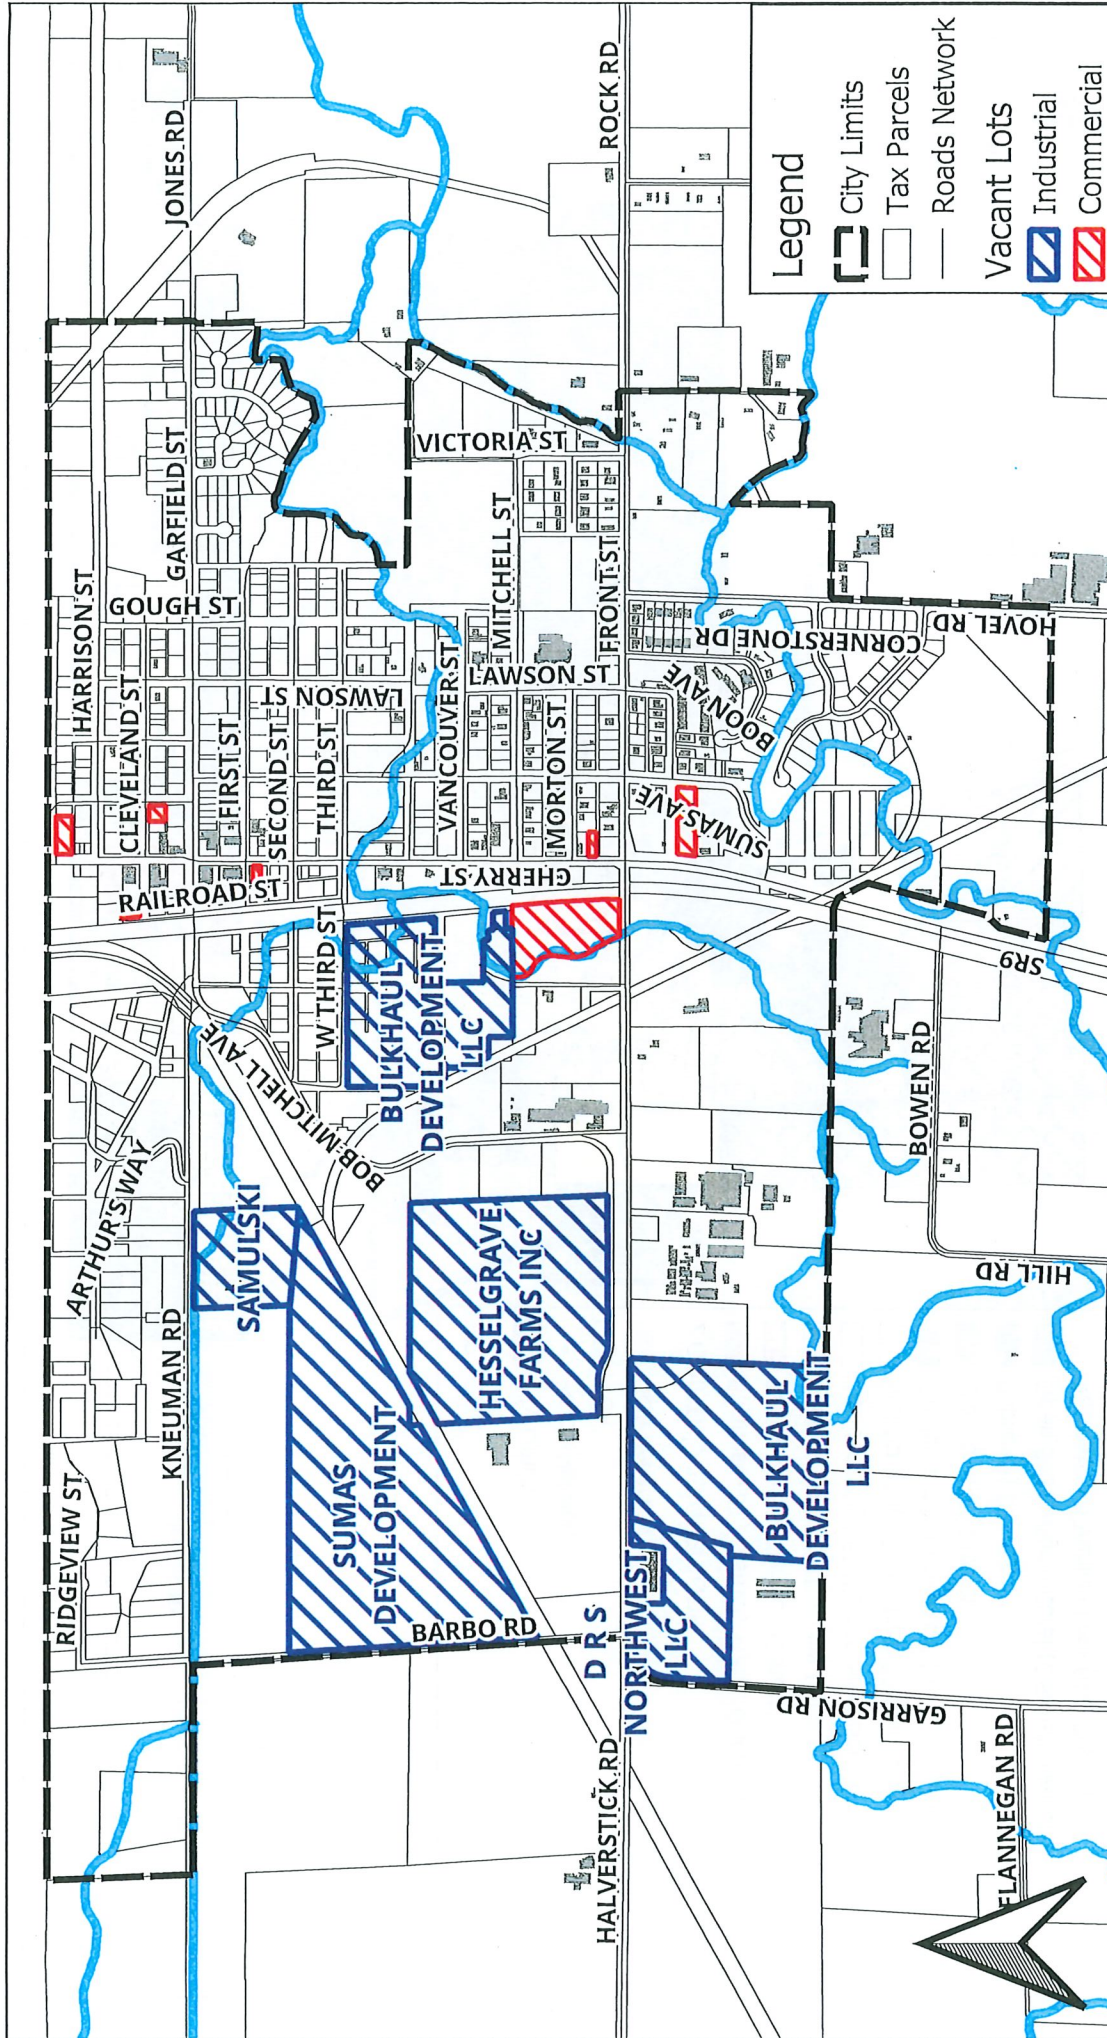 JONES RD
HARRISON ST
GARFIELD ST
GOUGH ST
CLEVELAND ST
FIRST ST
LAWSON ST
SECOND ST
THIRD ST
RAILROAD ST
W THIRD ST
VICTORIA ST
MITCHELL ST
VANCOUVER ST
LAWSON ST
MORTON ST
CHERRY ST
FRONT ST
ROCK RD
BOON AVE
CORNERSTONE DR
SUMAS AVE
HOVEL RD
SR9
BOB MITCHELL AVE
ARTHUR'S WAY
KNEUMAN RD
RIDGEVIEW ST
BARBO RD
HALVERSTICK RD
GARRISON RD
FLANNEGAN RD
HILL RD
BOWEN RD
BULKHAUL
DEVELOPMENT
LLC
SAMULSKI
SUMAS
DEVELOPMENT
HESSELGRAVE
FARMS INC
D R S
NORTHWEST
LLC
BULKHAUL
DEVELOPMENT
LLC
Legend
City Limits
Tax Parcels
Roads Network
Vacant Lots
Industrial
Commercial